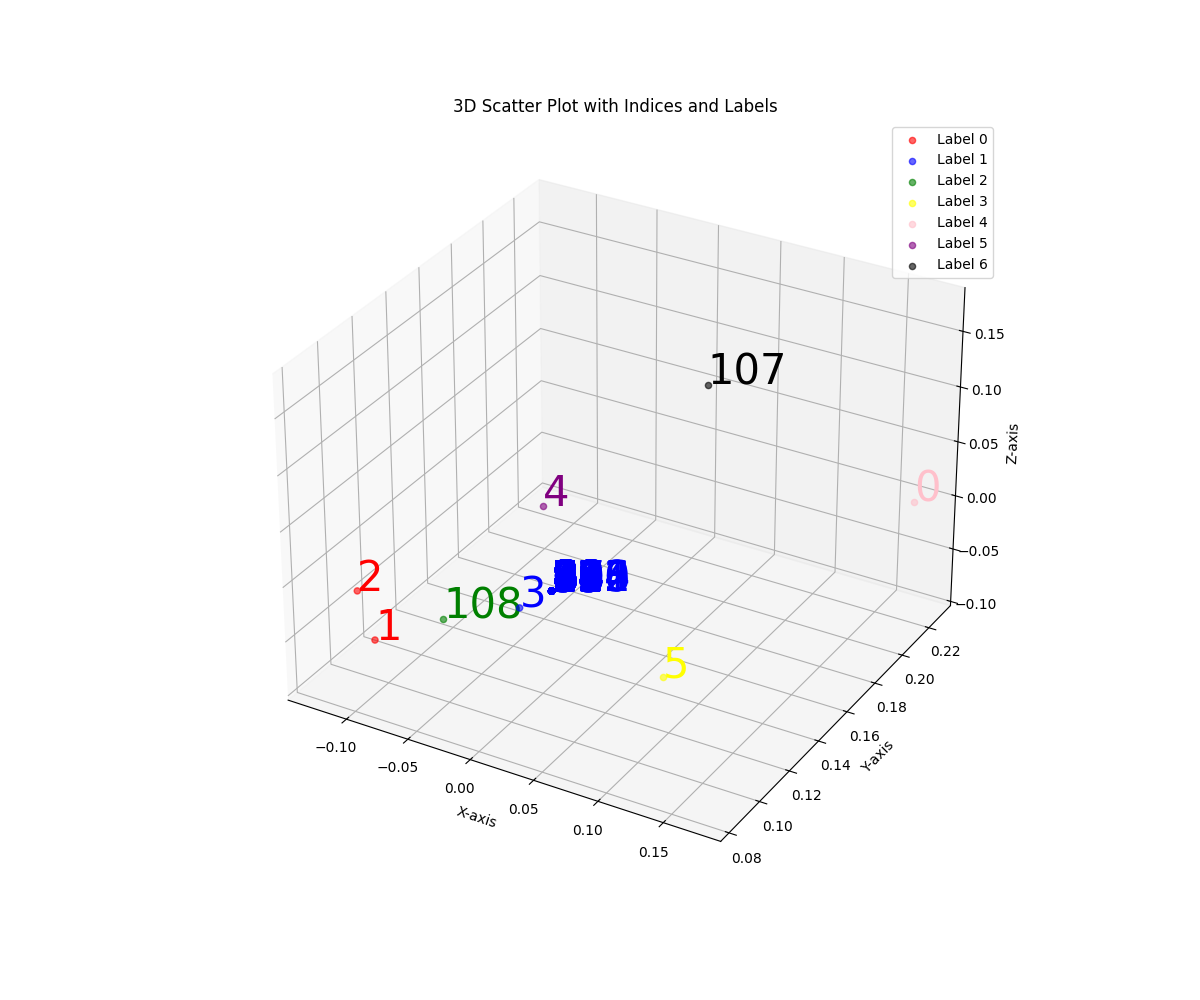 3D Scatter Plot with Indices and Labels
Label 0
Label 1
Label 2
Label 3
Label 4
Label 5
Label 6
107
0
4
2
1
108
3
5
0.15
0.10
0.05
0.00
−0.05
−0.10
Z-axis
0.22
0.20
0.18
0.16
0.14
0.12
0.10
0.08
Y-axis
−0.10
−0.05
0.00
0.05
0.10
0.15
X-axis